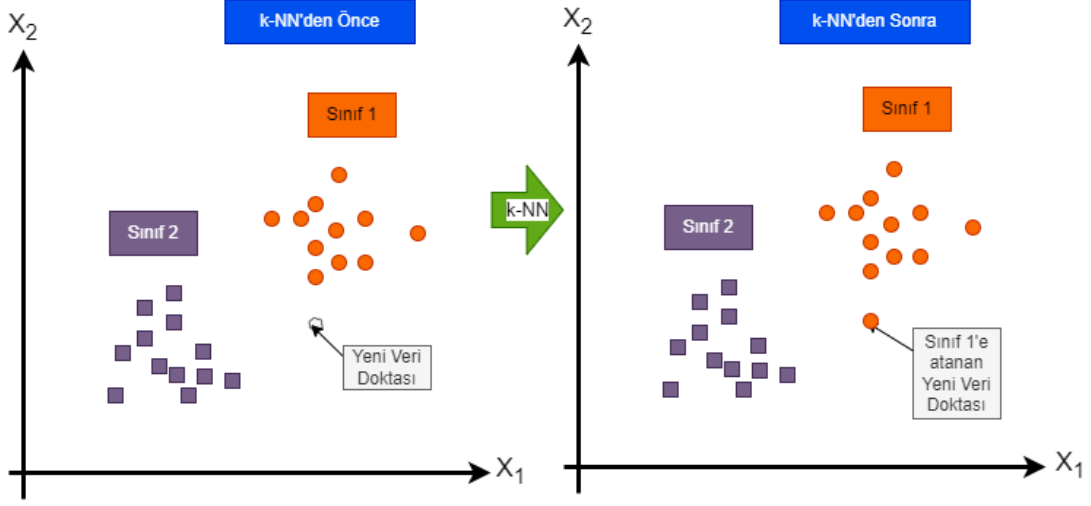 k-NN'den Önce
X2
Sınıf 1
Sınıf 2
Yeni Veri
Doktası
X1
k-NN
k-NN'den Sonra
X2
Sınıf 1
Sınıf 2
Sınıf 1'e
atanan
Yeni Veri
Doktası
X1